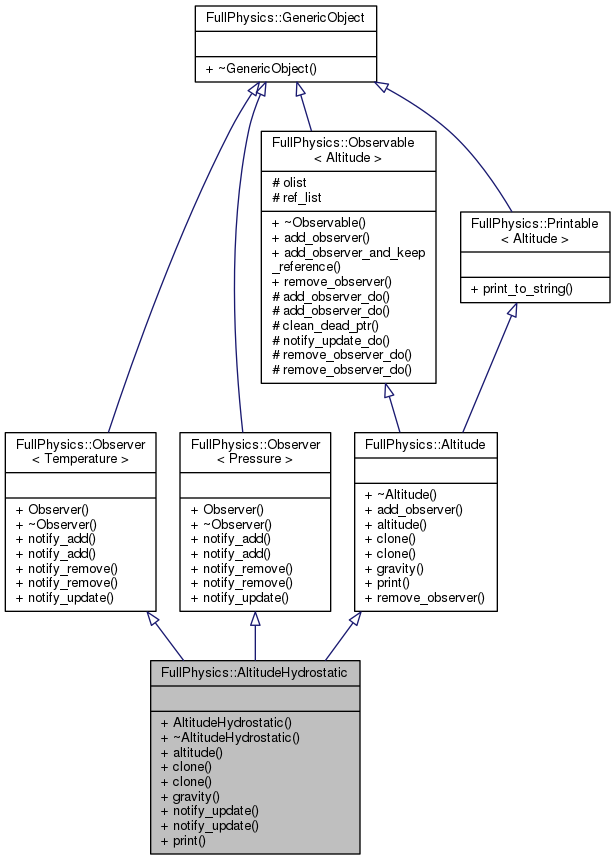 FullPhysics::GenericObject
+ ~GenericObject()
FullPhysics::Observable
< Altitude >
# olist
# ref_list
+ ~Observable()
+ add_observer()
+ add_observer_and_keep
_reference()
+ remove_observer()
# add_observer_do()
# add_observer_do()
# clean_dead_ptr()
# notify_update_do()
# remove_observer_do()
# remove_observer_do()
FullPhysics::Printable
< Altitude >
+ print_to_string()
FullPhysics::Observer
< Temperature >
+ Observer()
+ ~Observer()
+ notify_add()
+ notify_add()
+ notify_remove()
+ notify_remove()
+ notify_update()
FullPhysics::Observer
< Pressure >
+ Observer()
+ ~Observer()
+ notify_add()
+ notify_add()
+ notify_remove()
+ notify_remove()
+ notify_update()
FullPhysics::Altitude
+ ~Altitude()
+ add_observer()
+ altitude()
+ clone()
+ clone()
+ gravity()
+ print()
+ remove_observer()
FullPhysics::AltitudeHydrostatic
+ AltitudeHydrostatic()
+ ~AltitudeHydrostatic()
+ altitude()
+ clone()
+ clone()
+ gravity()
+ notify_update()
+ notify_update()
+ print()